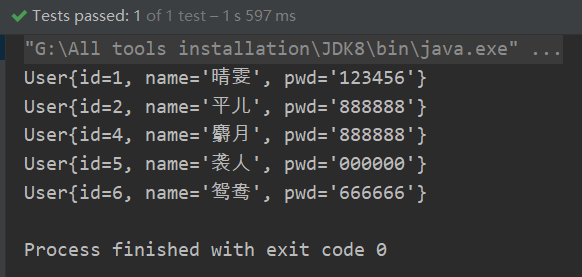 Tests passed: 1 of 1 test – 1 s 597 ms
"G:\All tools installation\JDK8\bin\java.exe" ...
User{id=1, name='晴雯', pwd='123456'}
User{id=2, name='平儿', pwd='888888'}
User{id=4, name='麝月', pwd='888888'}
User{id=5, name='袭人', pwd='000000'}
User{id=6, name='鸳鸯', pwd='666666'}
Process finished with exit code 0